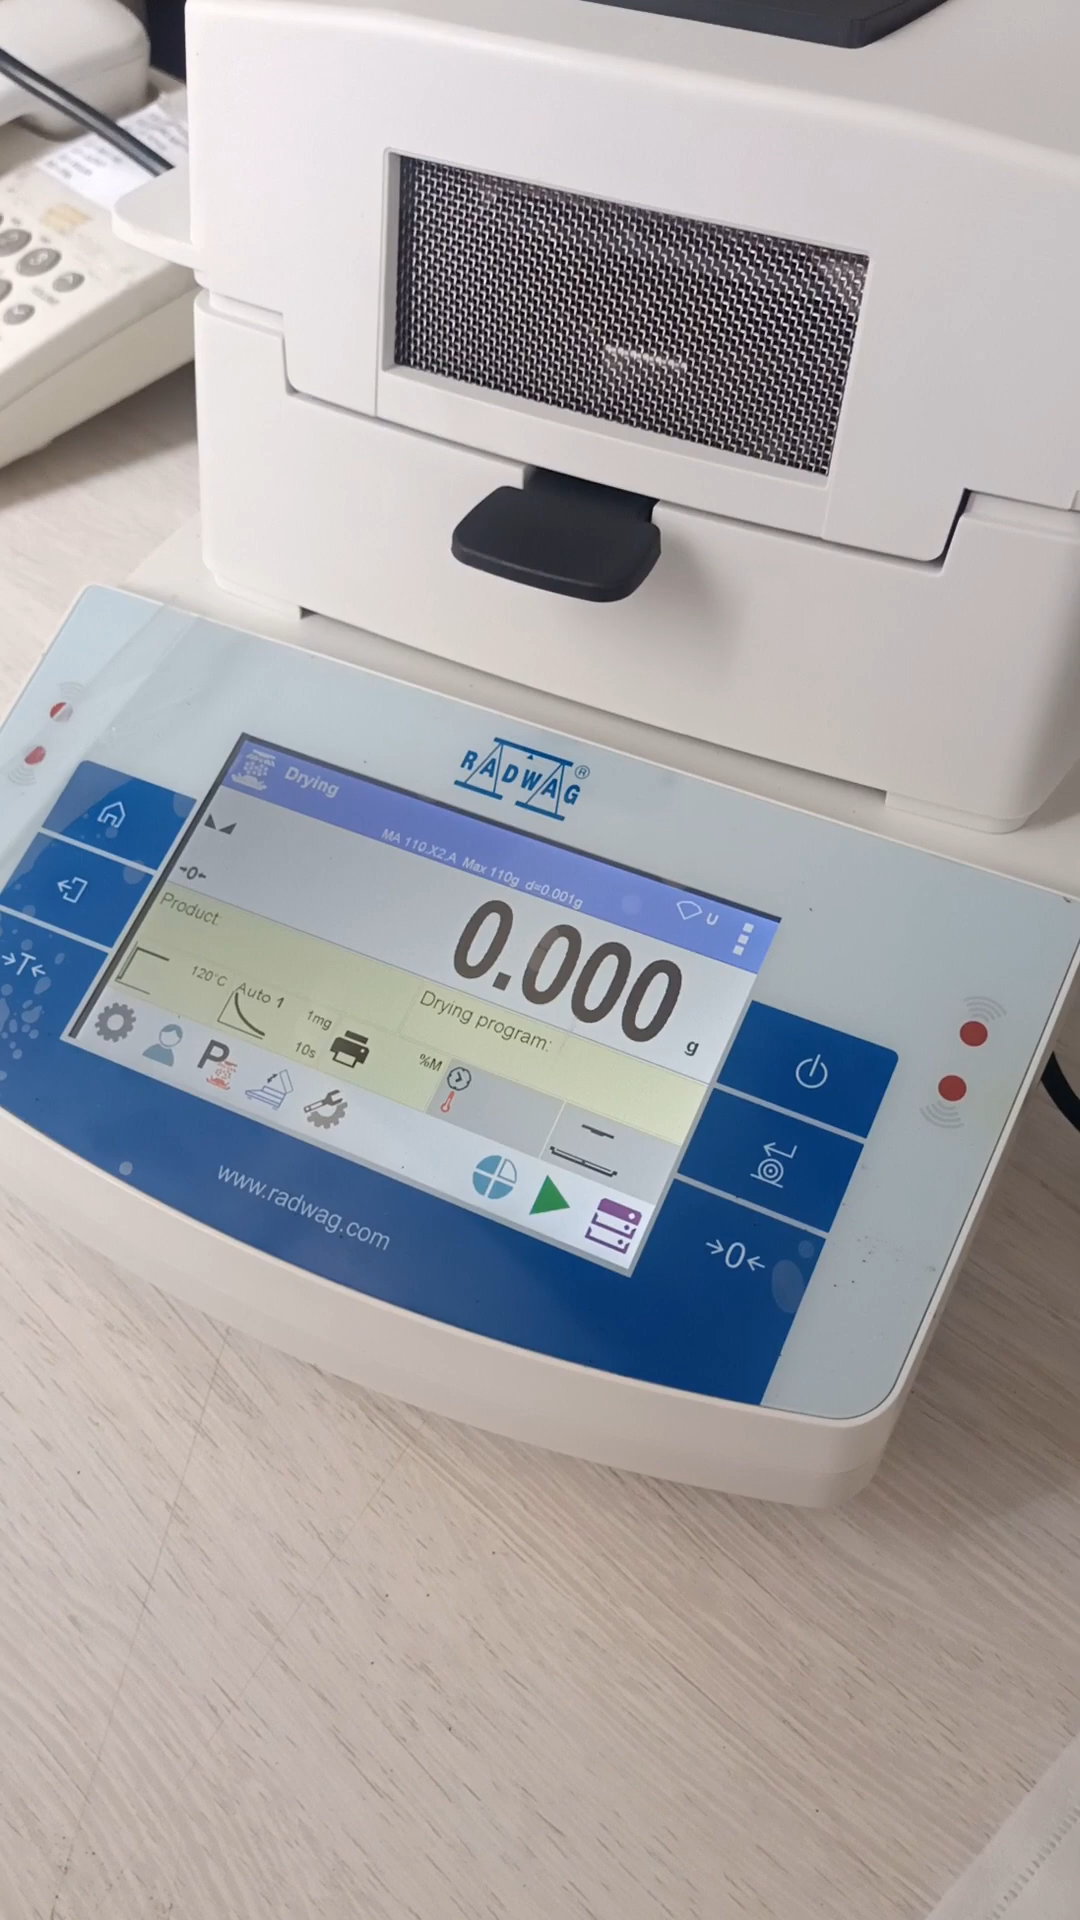 RADWAG®
Drying
MA 110.X2.A Max 110g d=0.001g
U
→0←
0.000 g
Product:
Drying program:
120°C
Auto 1
1mg
10s
%M
P
→T←
→0←
www.radwag.com